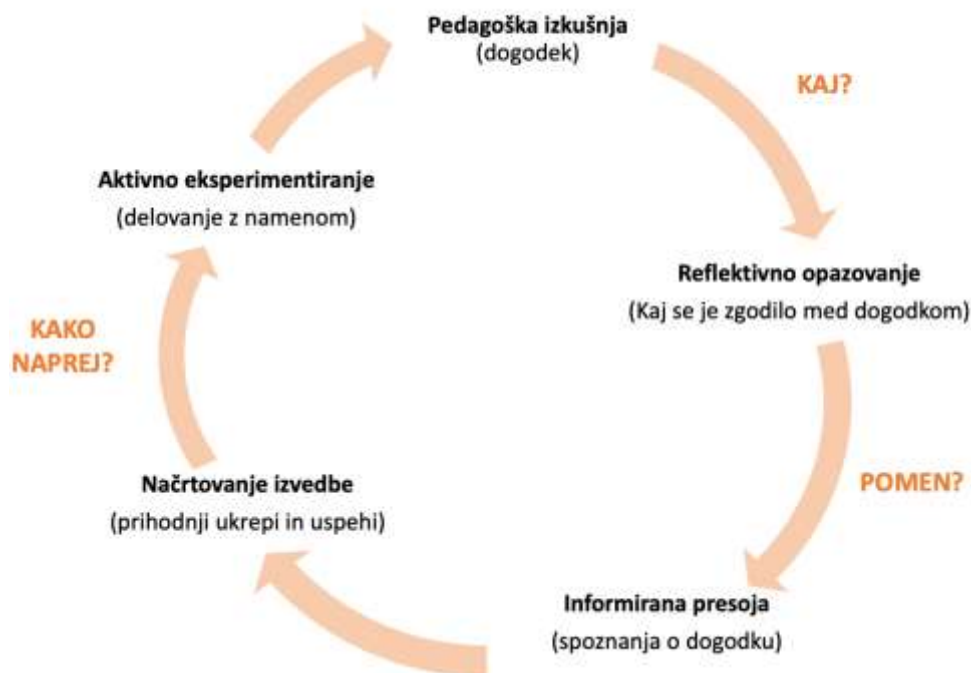 Pedagoška izkušnja
(dogodek)
KAJ?
Reflektivno opazovanje
(Kaj se je zgodilo med dogodkom)
POMEN?
Informirana presoja
(spoznanja o dogodku)
Načrtovanje izvedbe
(prihodnji ukrepi in uspehi)
KAKO
NAPREJ?
Aktivno eksperimentiranje
(delovanje z namenom)